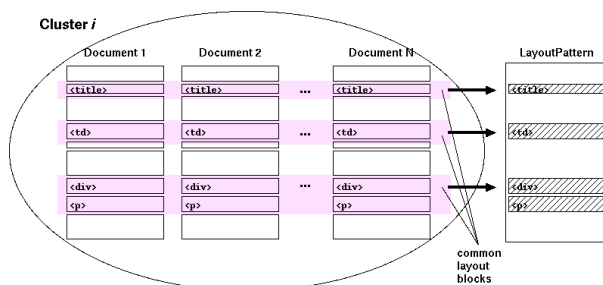 Cluster i
Document 1 Document 2 Document N LayoutPattern
<title> <title> ... <title> <title>
<td> <td> ... <td> <td>
<div> <div> ... <div> <div>
<p> <p> <p> <p>
common
layout
blocks